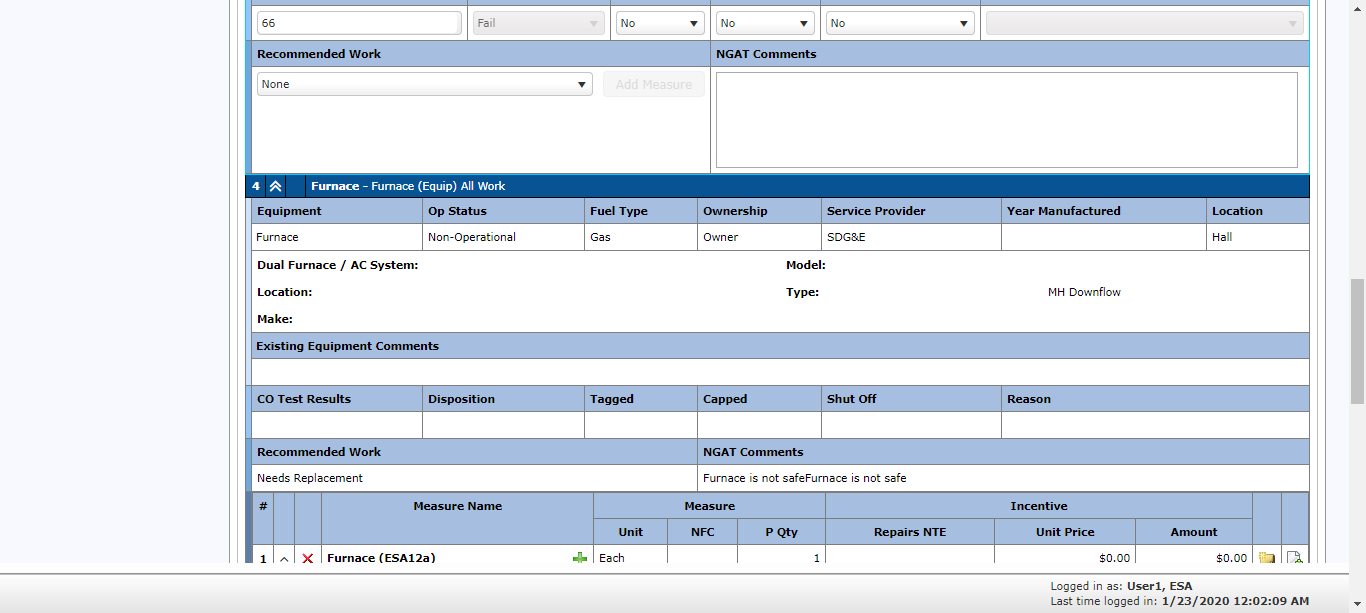 66 Fail No No No
Recommended Work NGAT Comments
None Add Measure
4 Furnace - Furnace (Equip) All Work
Equipment Op Status Fuel Type Ownership Service Provider Year Manufactured Location
Furnace Non-Operational Gas Owner SDG&E Hall
Dual Furnace / AC System: Model:
Location: Type: MH Downflow
Make:
Existing Equipment Comments
CO Test Results Disposition Tagged Capped Shut Off Reason
Recommended Work NGAT Comments
Needs Replacement Furnace is not safeFurnace is not safe
# Measure Name Measure Incentive
Unit NFC P Qty Repairs NTE Unit Price Amount
1 Furnace (ESA12a) Each 1 $0.00 $0.00
Logged in as: User1, ESA
Last time logged in: 1/23/2020 12:02:09 AM